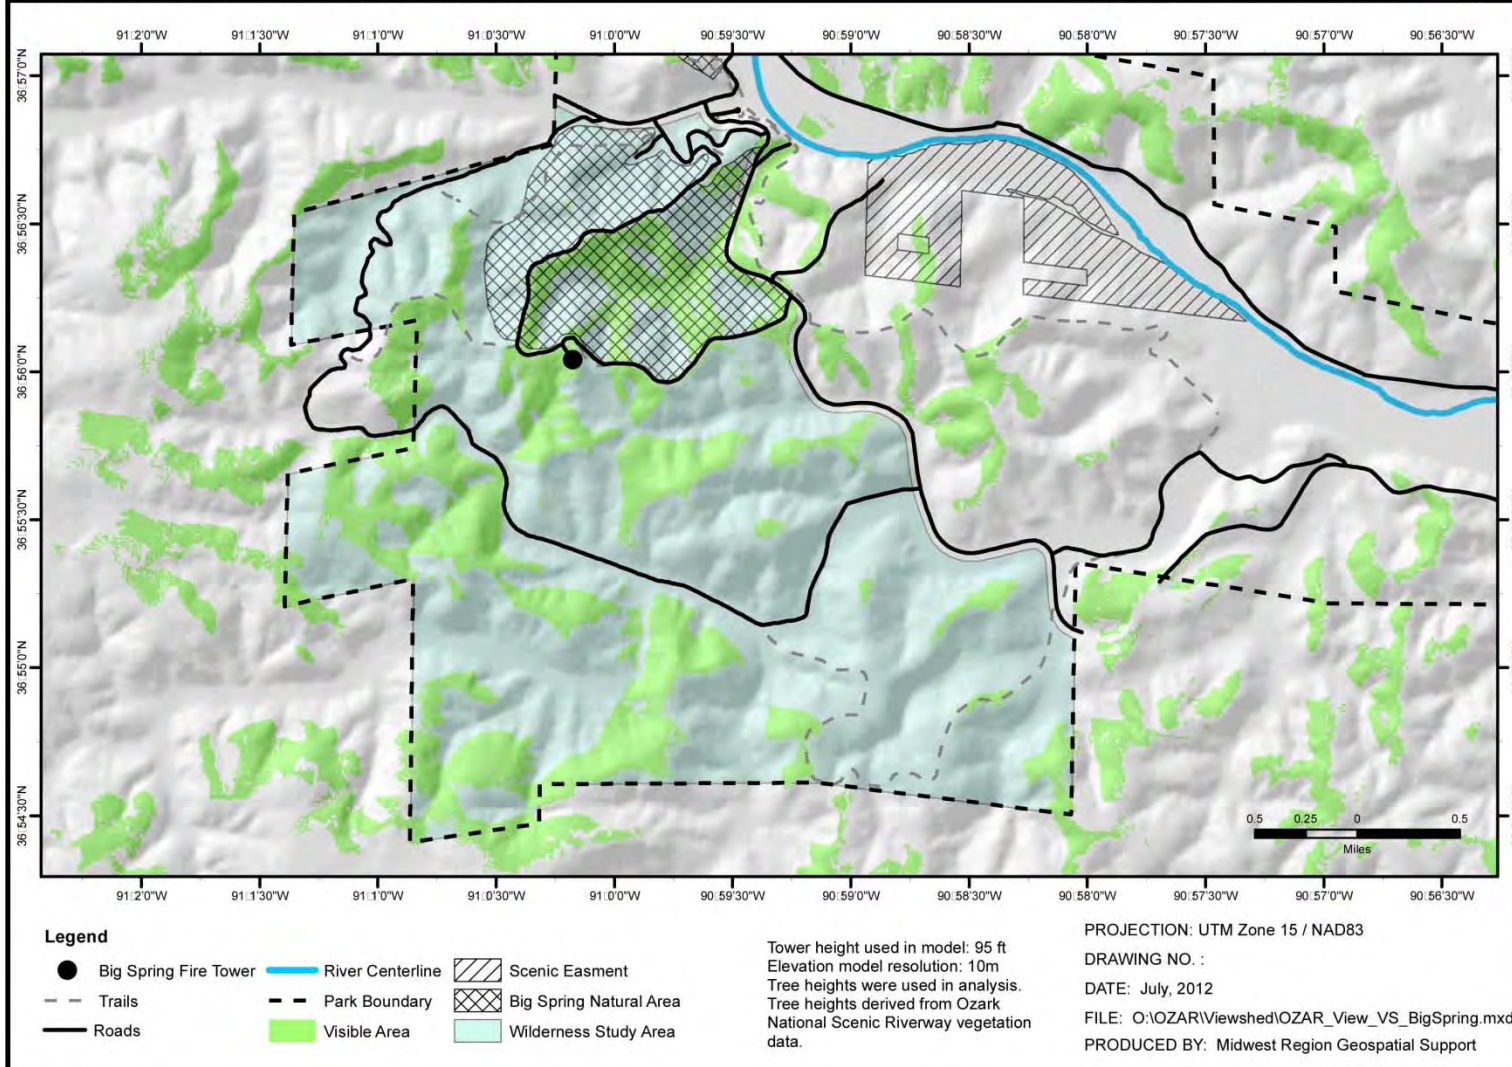 91□2'0"W 91□1'30"W 91□1'0"W 91□0'30"W 91□0'0"W 90□59'30"W 90□59'0"W 90□58'30"W 90□58'0"W 90□57'30"W 90□57'0"W 90□56'30"W
36□57'0"N
36□56'30"N
36□56'0"N
36□55'30"N
36□55'0"N
36□54'30"N
0.5 0.25 0 0.5
Miles
91□2'0"W 91□1'30"W 91□1'0"W 91□0'30"W 91□0'0"W 90□59'30"W 90□59'0"W 90□58'30"W 90□58'0"W 90□57'30"W 90□57'0"W 90□56'30"W
Legend
Big Spring Fire Tower
Trails
Roads
River Centerline
Park Boundary
Visible Area
Scenic Easment
Big Spring Natural Area
Wilderness Study Area
Tower height used in model: 95 ft
Elevation model resolution: 10m
Tree heights were used in analysis.
Tree heights derived from Ozark
National Scenic Riverway vegetation
data.
PROJECTION: UTM Zone 15 / NAD83
DRAWING NO. :
DATE: July, 2012
FILE: O:\OZAR\Viewshed\OZAR_View_VS_BigSpring.mxd
PRODUCED BY: Midwest Region Geospatial Support